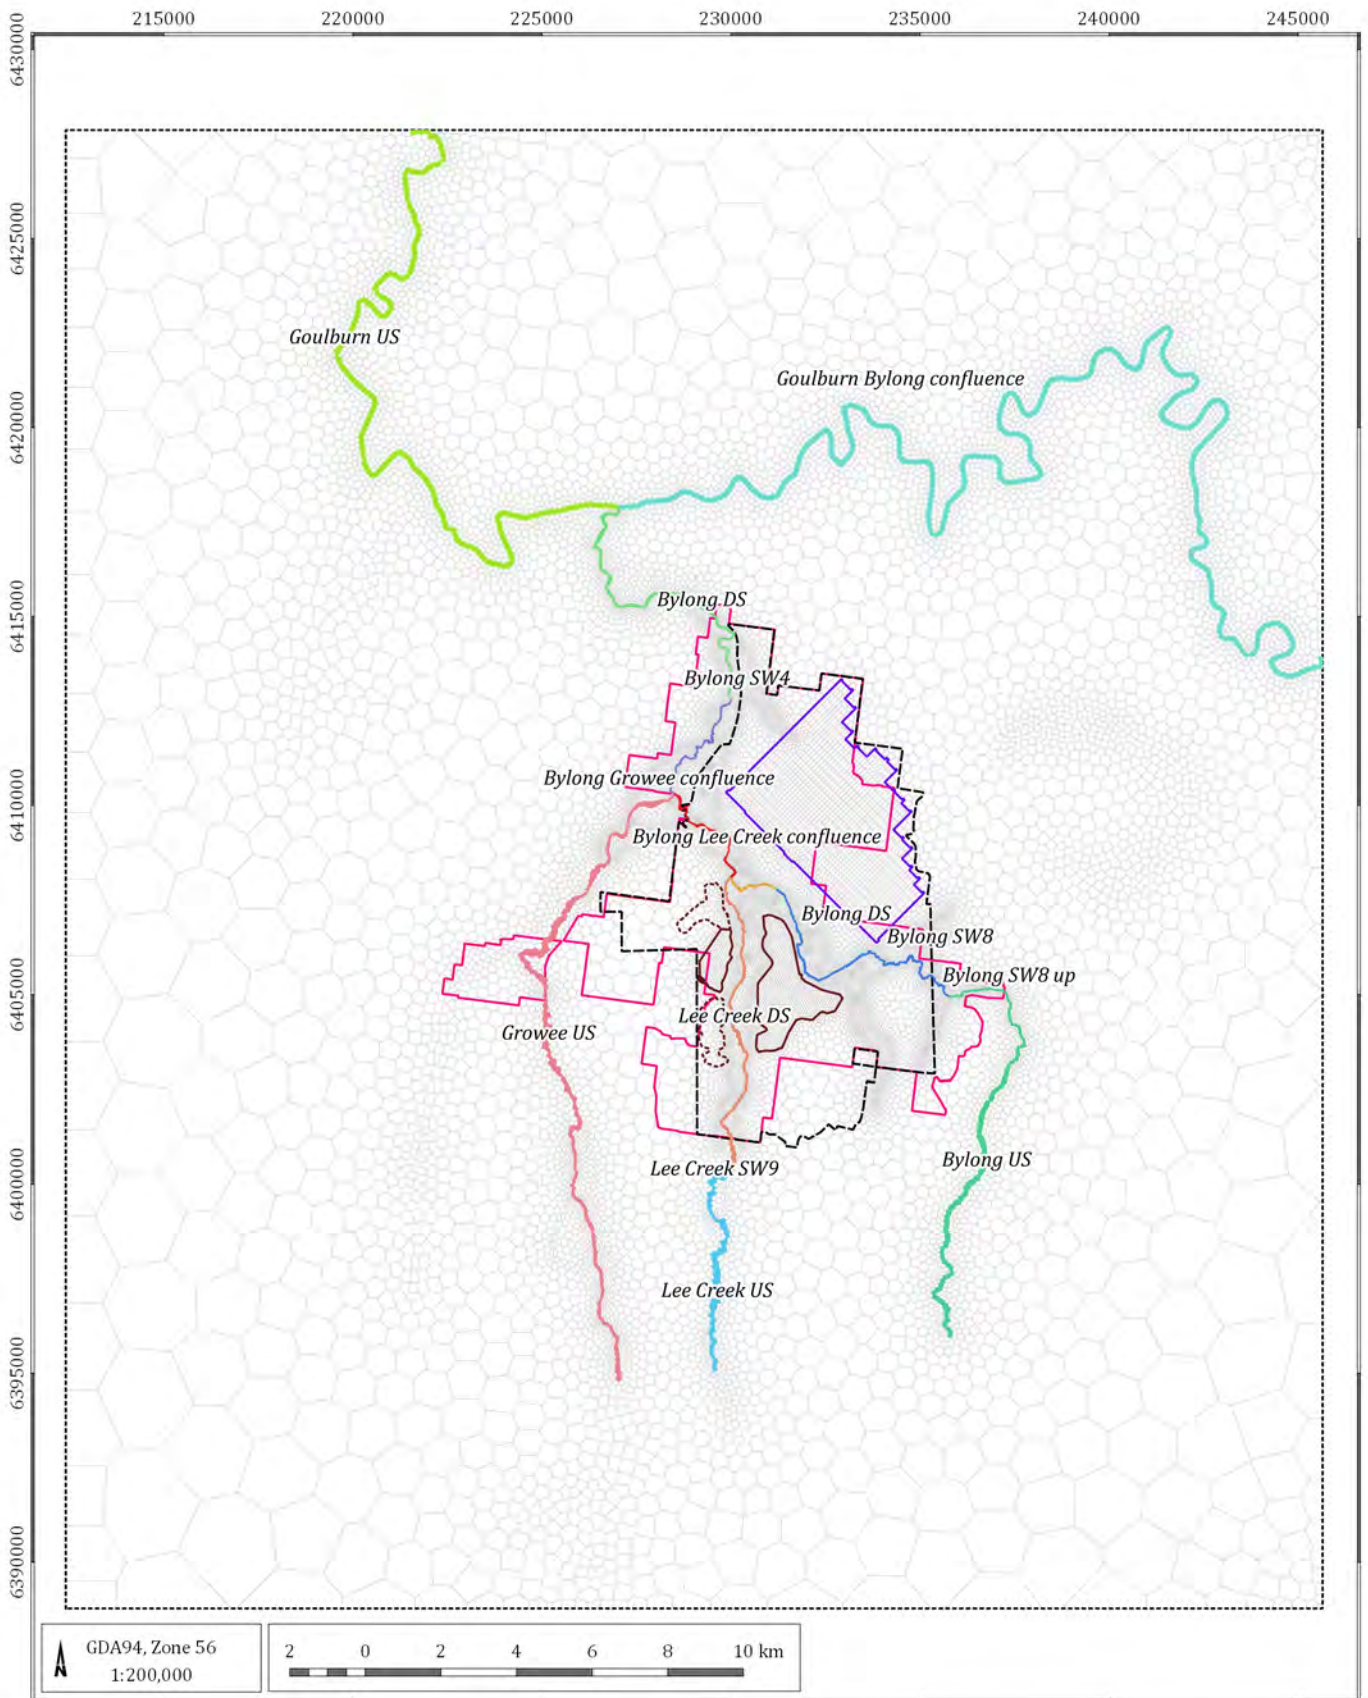 215000 220000 225000 230000 235000 240000 245000
6430000
6425000
6420000
6415000
6410000
6405000
6400000
6395000
6390000
Goulburn US
Goulburn Bylong confluence
Bylong DS
Bylong SW4
Bylong Growee confluence
Bylong Lee Creek confluence
Bylong DS
Bylong SW8
Bylong SW8 up
Lee Creek DS
Growee US
Bylong US
Lee Creek SW9
Lee Creek US
N
GDA94, Zone 56
1:200,000
2 0 2 4 6 8 10 km